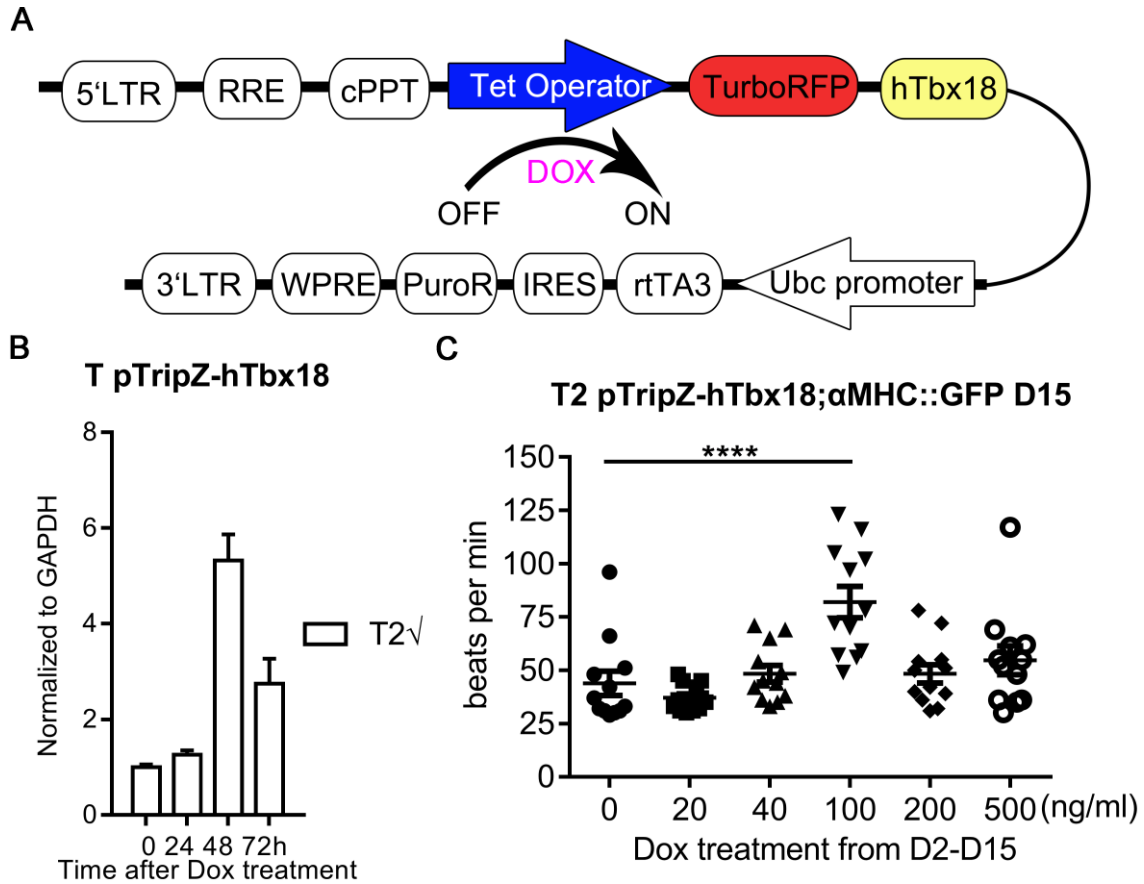 A
5‘LTR RRE cPPT Tet Operator TurboRFP hTbx18
DOX
OFF ON
3‘LTR WPRE PuroR IRES rtTA3 Ubc promoter
B
T pTripZ-hTbx18
8
6
4
2
0
Normalized to GAPDH
T2√
0 24 48 72h
Time after Dox treatment
C
T2 pTripZ-hTbx18;αMHC::GFP D15
****
150
125
100
75
50
25
0
beats per min
0 20 40 100 200 500 (ng/ml)
Dox treatment from D2-D15